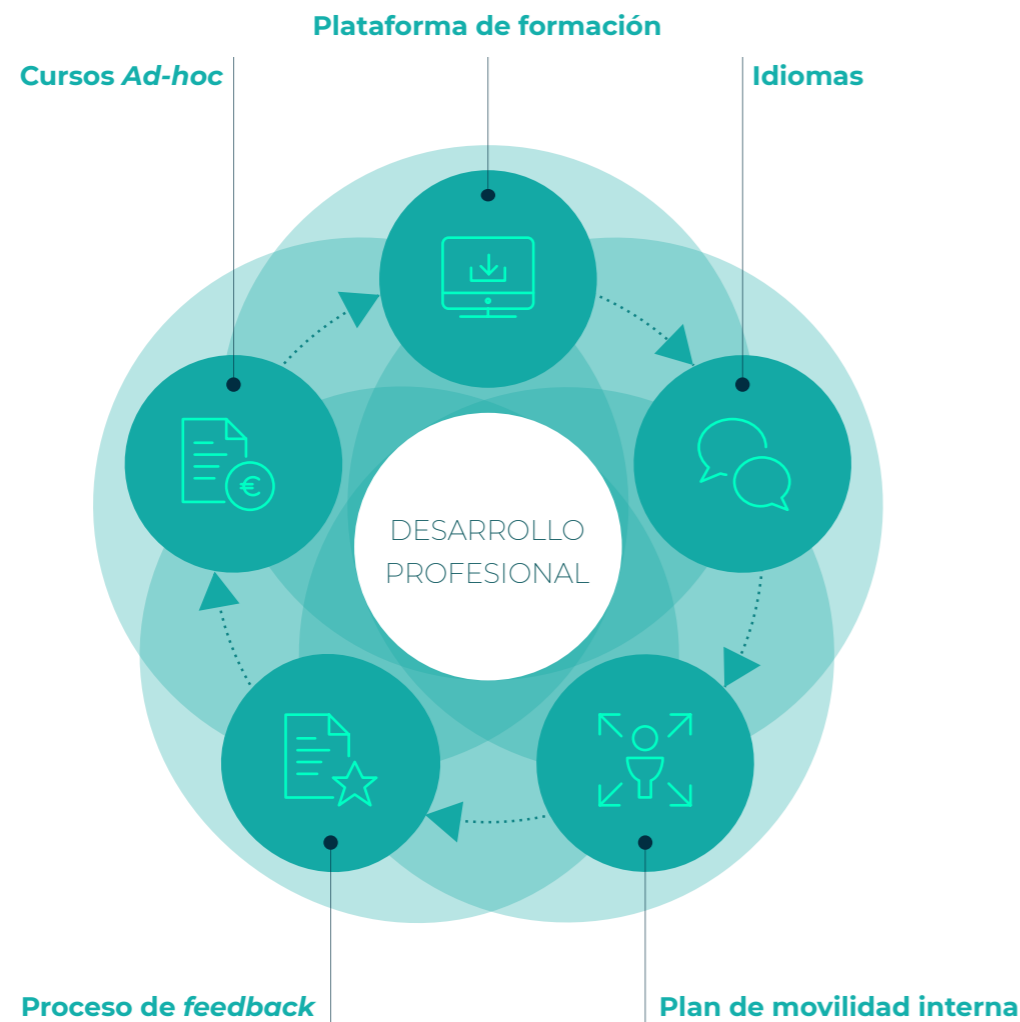 Plataforma de formación
Cursos Ad-hoc
Idiomas
€
DESARROLLO
PROFESIONAL
Proceso de feedback
Plan de movilidad interna